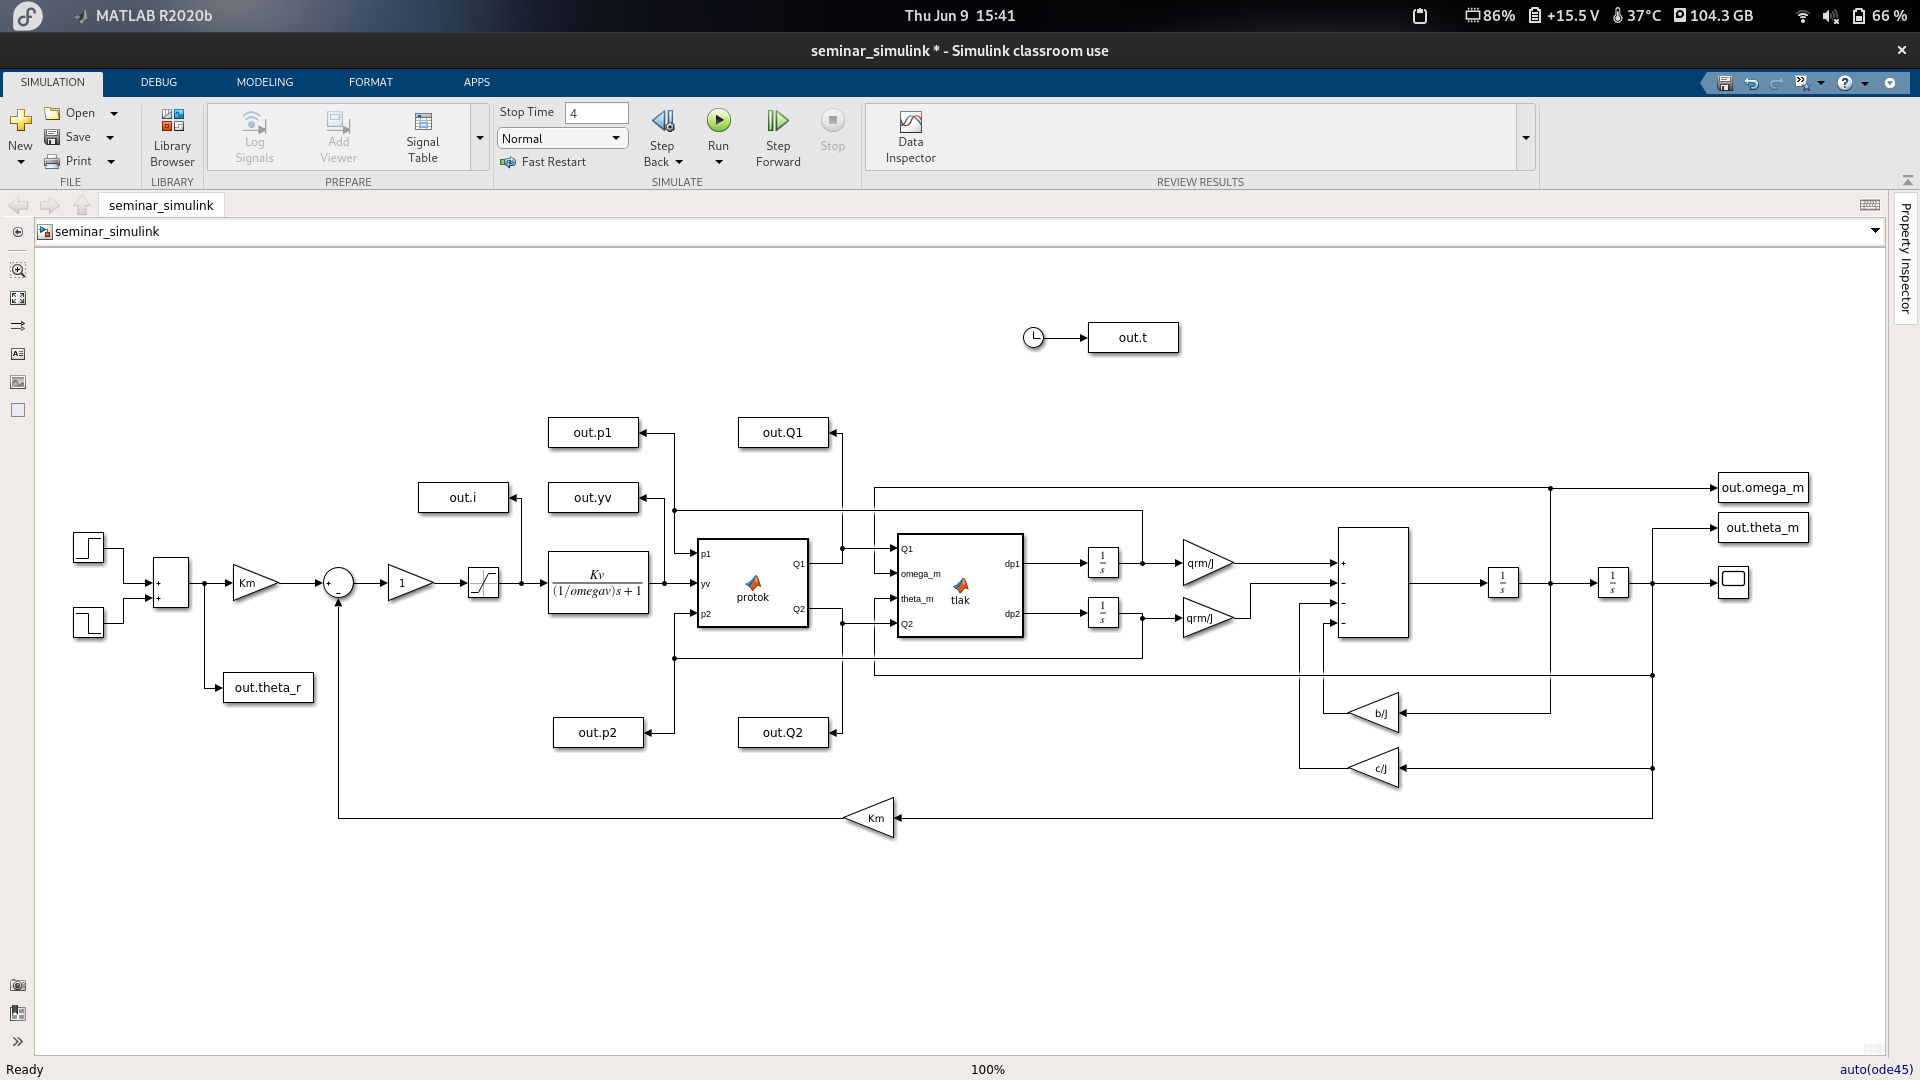 MATLAB R2020b
Thu Jun 9 15:41
86% +15.5 V 37°C 104.3 GB 66 %
seminar_simulink * - Simulink classroom use
SIMULATION DEBUG MODELING FORMAT APPS
New
Open
Save
Print
FILE
Library Browser
LIBRARY
Log Signals
Add Viewer
Signal Table
PREPARE
Stop Time 4
Normal
Fast Restart
Step Back
Run
Step Forward
Stop
SIMULATE
Data Inspector
REVIEW RESULTS
seminar_simulink
seminar_simulink
Property Inspector
out.t
out.p1
out.Q1
out.i
out.yv
out.omega_m
out.theta_m
+
+
Km
+
-
1
Kv
(1/omegav)s + 1
p1
yv
p2
protok
Q1
Q2
Q1
omega_m
theta_m
Q2
tlak
dp1
dp2
1
s
1
s
qrm/J
qrm/J
+
−
−
−
1
s
1
s
out.theta_r
out.p2
out.Q2
b/J
c/J
Km
Ready
100%
auto(ode45)